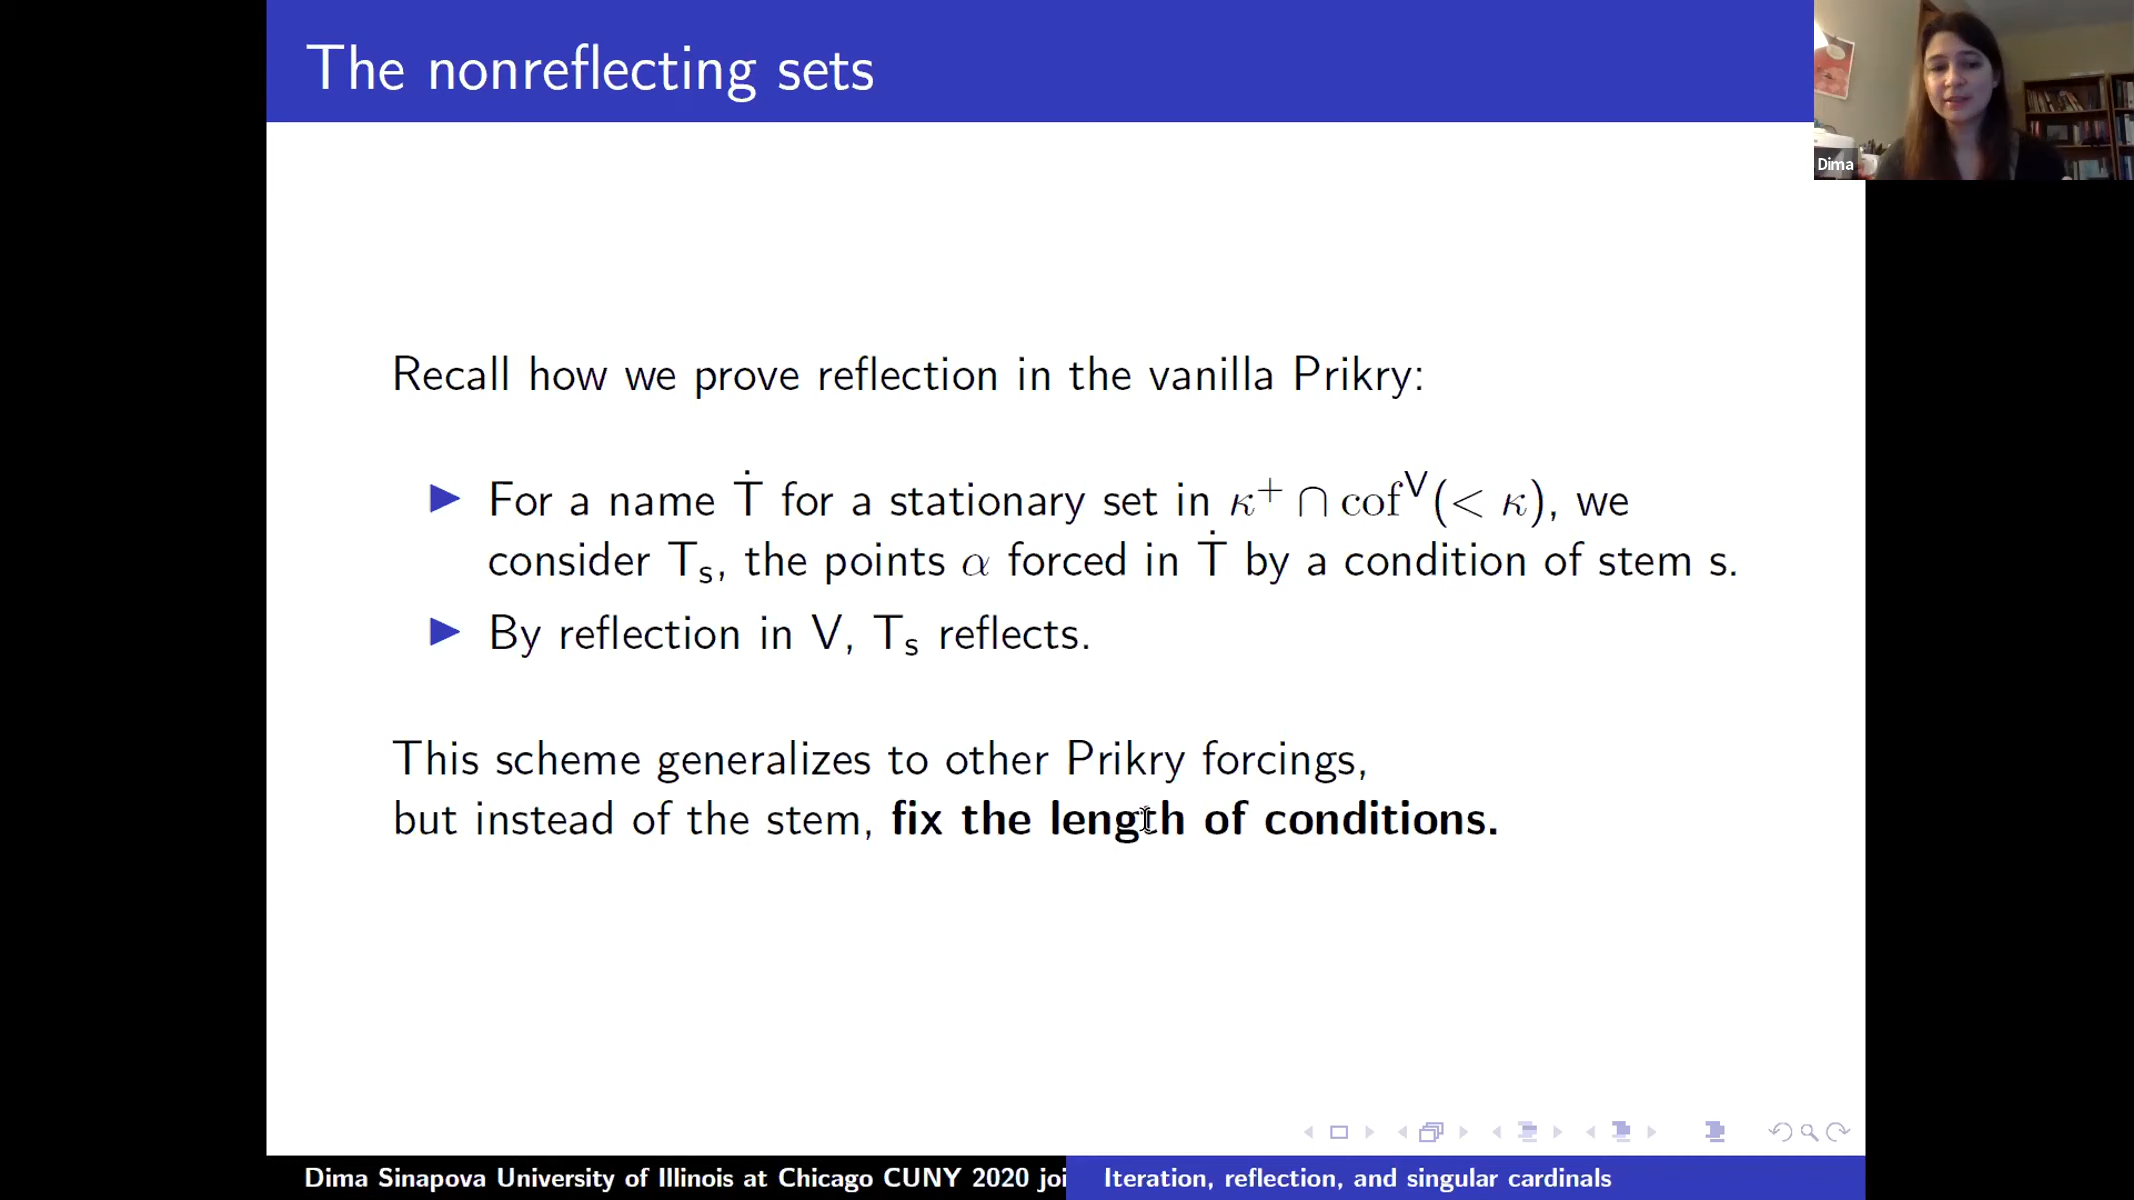 The nonreflecting sets
Dima
Recall how we prove reflection in the vanilla Prikry:
For a name Ṫ for a stationary set in κ⁺ ∩ cof^V(< κ), we
consider Tₛ, the points α forced in Ṫ by a condition of stem s.
By reflection in V, Tₛ reflects.
This scheme generalizes to other Prikry forcings,
but instead of the stem, fix the length of conditions.
Dima Sinapova University of Illinois at Chicago CUNY 2020 joi
Iteration, reflection, and singular cardinals